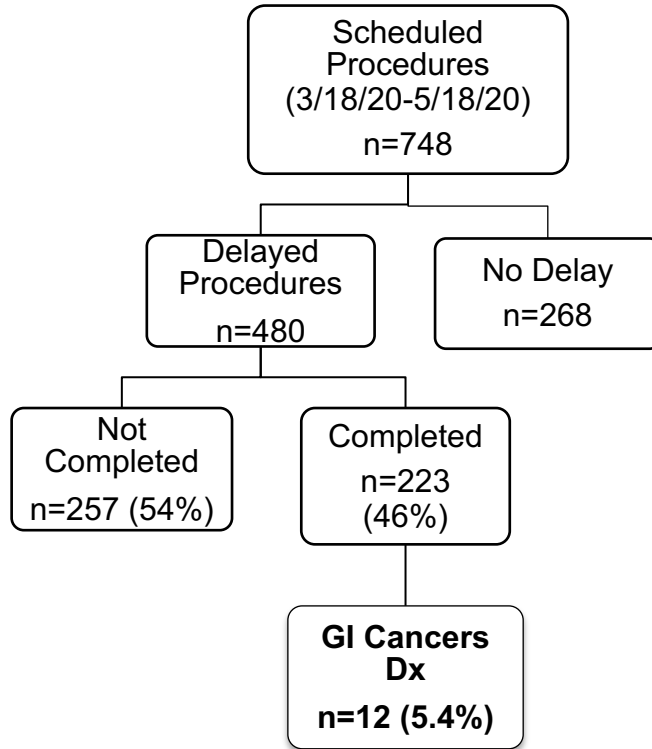 Scheduled
Procedures
(3/18/20-5/18/20)
n=748
Delayed
Procedures
n=480
No Delay
n=268
Not
Completed
n=257 (54%)
Completed
n=223
(46%)
GI Cancers
Dx
n=12 (5.4%)